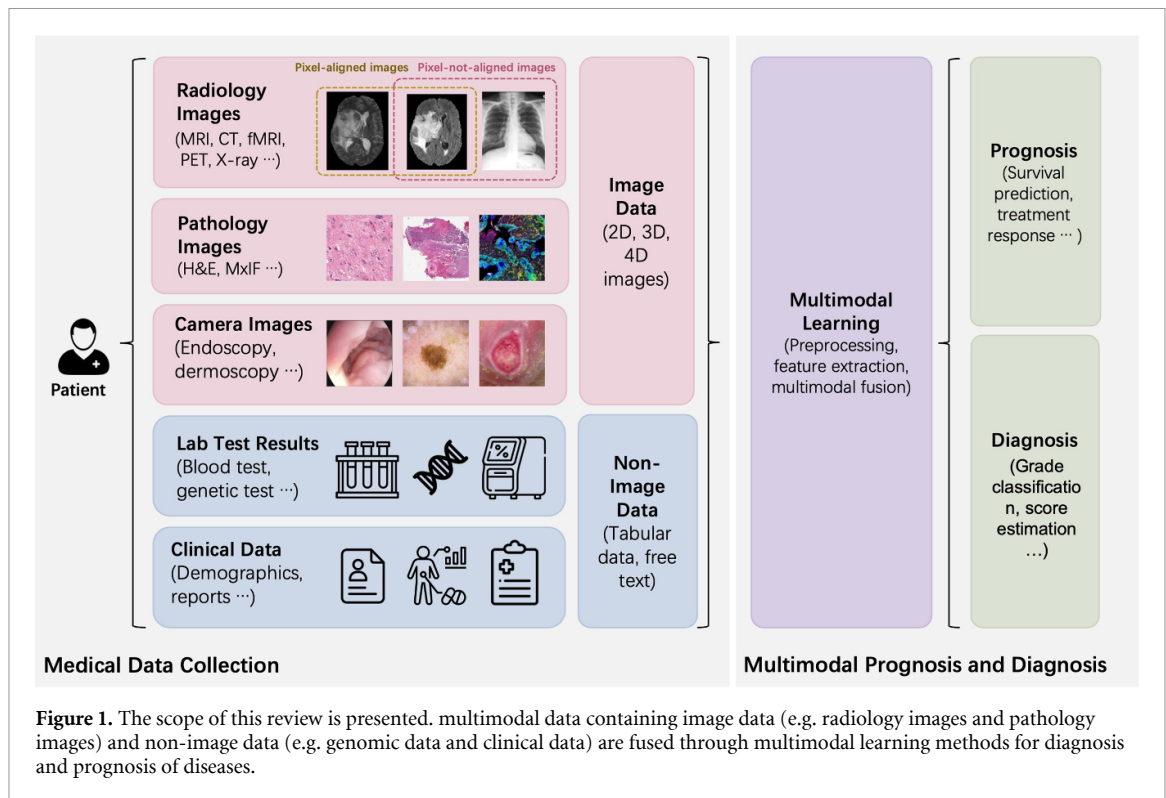 Pixel-aligned images
Pixel-not-aligned images
Radiology
Images
(MRI, CT, fMRI,
PET, X-ray ···)
Pathology
Images
(H&E, MxIF ···)
Camera Images
(Endoscopy,
dermoscopy ···)
Lab Test Results
(Blood test,
genetic test ···)
Clinical Data
(Demographics,
reports ···)
Patient
Image
Data
(2D, 3D,
4D
images)
Non-
Image
Data
(Tabular
data, free
text)
Medical Data Collection
Multimodal
Learning
(Preprocessing,
feature extraction,
multimodal fusion)
Prognosis
(Survival
prediction,
treatment
response ··· )
Diagnosis
(Grade
classificatio
n, score
estimation
...)
Multimodal Prognosis and Diagnosis
Figure 1. The scope of this review is presented. multimodal data containing image data (e.g. radiology images and pathology
images) and non-image data (e.g. genomic data and clinical data) are fused through multimodal learning methods for diagnosis
and prognosis of diseases.